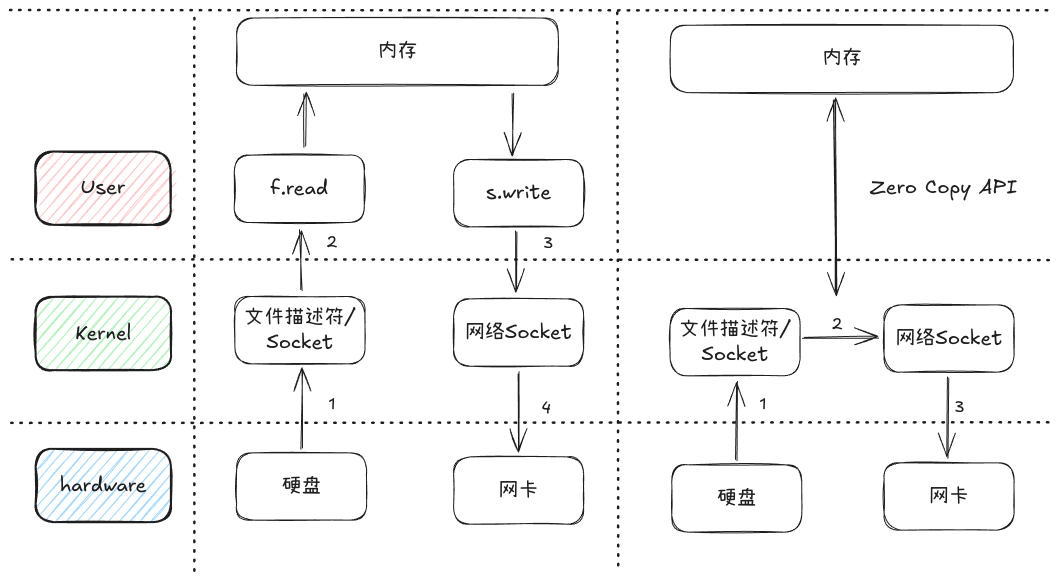 内存
内存
User
f.read
s.write
Zero Copy API
2
3
Kernel
文件描述符/
Socket
网络Socket
文件描述符/
Socket
2
网络Socket
1
4
1
3
hardware
硬盘
网卡
硬盘
网卡